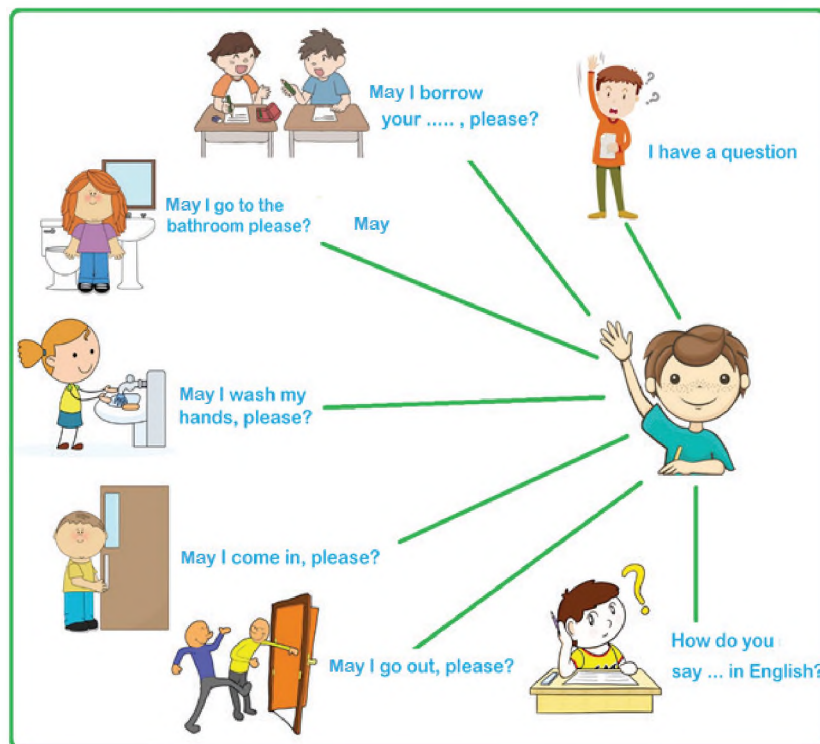 May I borrow
your ..... , please?
I have a question
May I go to the
bathroom please?
May
May I wash my
hands, please?
May I come in, please?
May I go out, please?
How do you
say ... in English?